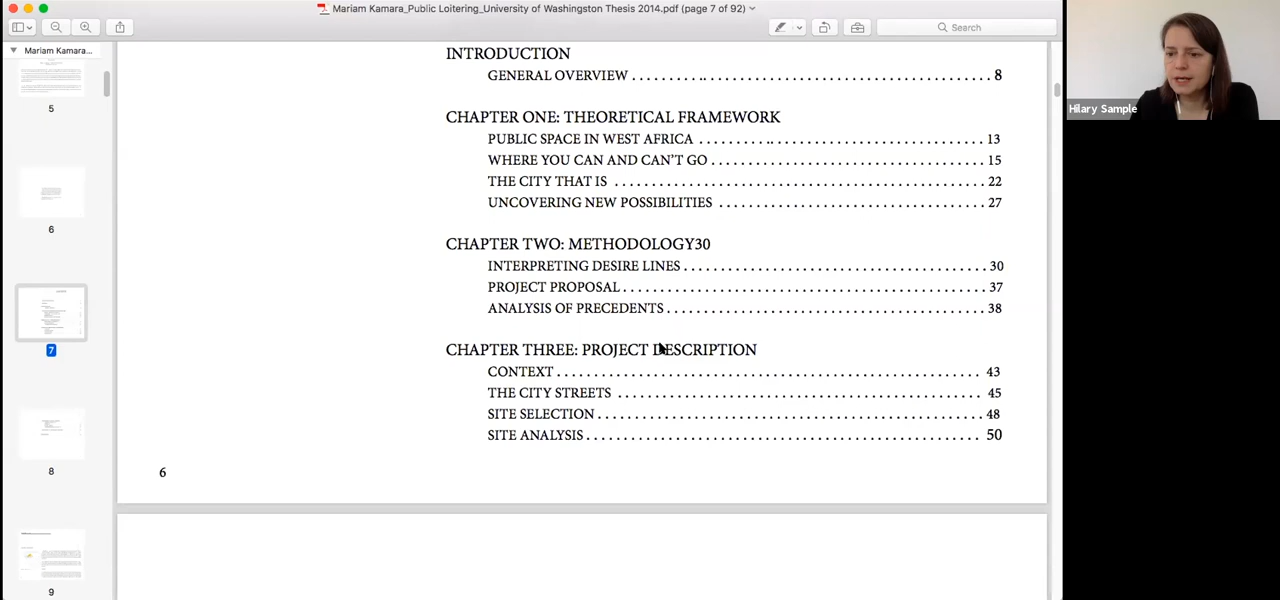 Mariam Kamara_Public Loitering_University of Washingston Thesis 2014.pdf (page 7 of 92)
Search
Mariam Kamara...
5
6
7
8
9
INTRODUCTION
GENERAL OVERVIEW 8
CHAPTER ONE: THEORETICAL FRAMEWORK
PUBLIC SPACE IN WEST AFRICA 13
WHERE YOU CAN AND CAN'T GO 15
THE CITY THAT IS 22
UNCOVERING NEW POSSIBILITIES 27
CHAPTER TWO: METHODOLOGY30
INTERPRETING DESIRE LINES 30
PROJECT PROPOSAL 37
ANALYSIS OF PRECEDENTS 38
CHAPTER THREE: PROJECT DESCRIPTION
CONTEXT 43
THE CITY STREETS 45
SITE SELECTION 48
SITE ANALYSIS 50
6
Hilary Sample